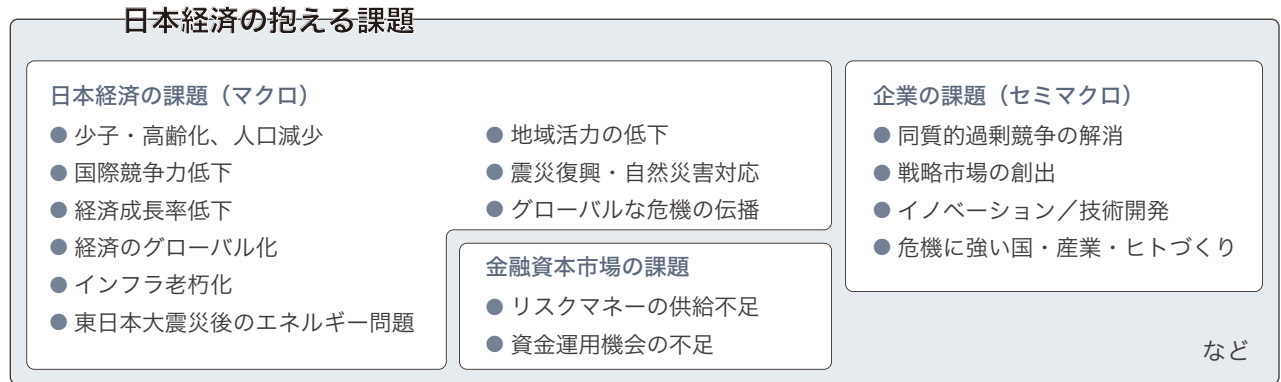 日本経済の抱える課題
日本経済の課題（マクロ）
● 少子・高齢化、人口減少
● 国際競争力低下
● 経済成長率低下
● 経済のグローバル化
● インフラ老朽化
● 東日本大震災後のエネルギー問題
● 地域活力の低下
● 震災復興・自然災害対応
● グローバルな危機の伝播
金融資本市場の課題
● リスクマネーの供給不足
● 資金運用機会の不足
企業の課題（セミマクロ）
● 同質的過剰競争の解消
● 戦略市場の創出
● イノベーション／技術開発
● 危機に強い国・産業・ヒトづくり
など